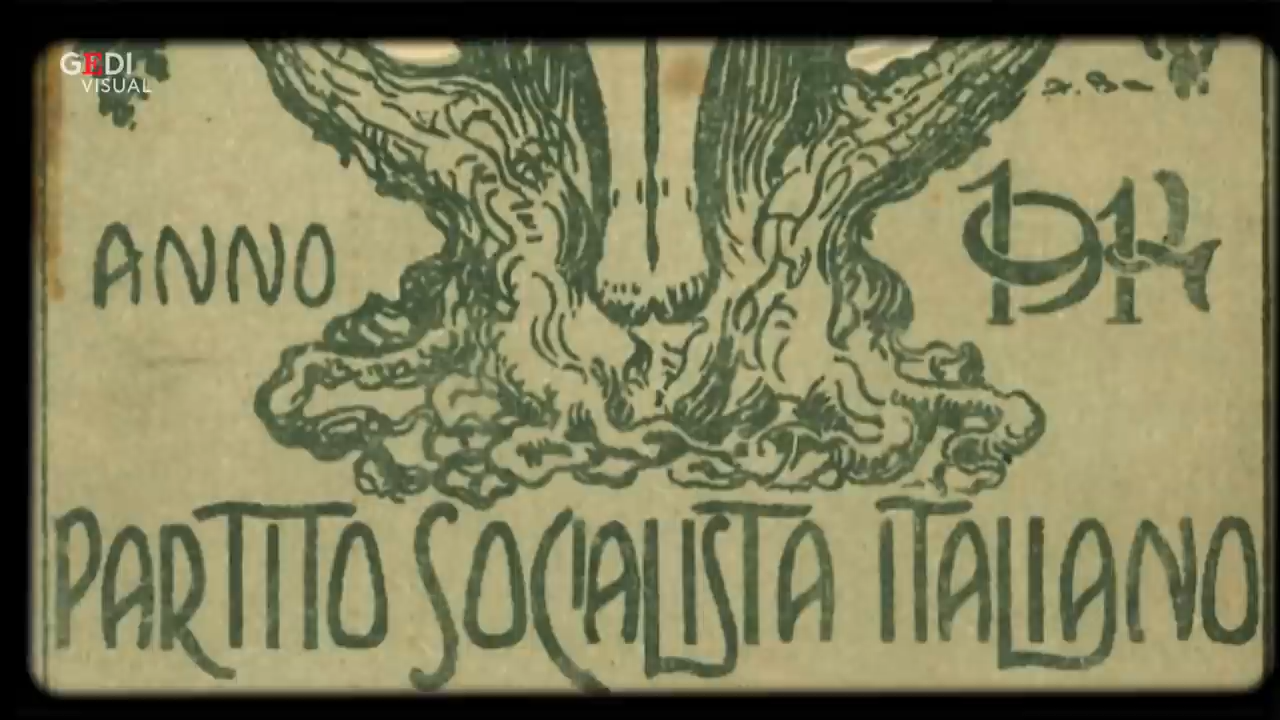 GEDI
VISUAL
ANNO
1914
PARTITO SOCIALISTA ITALIANO